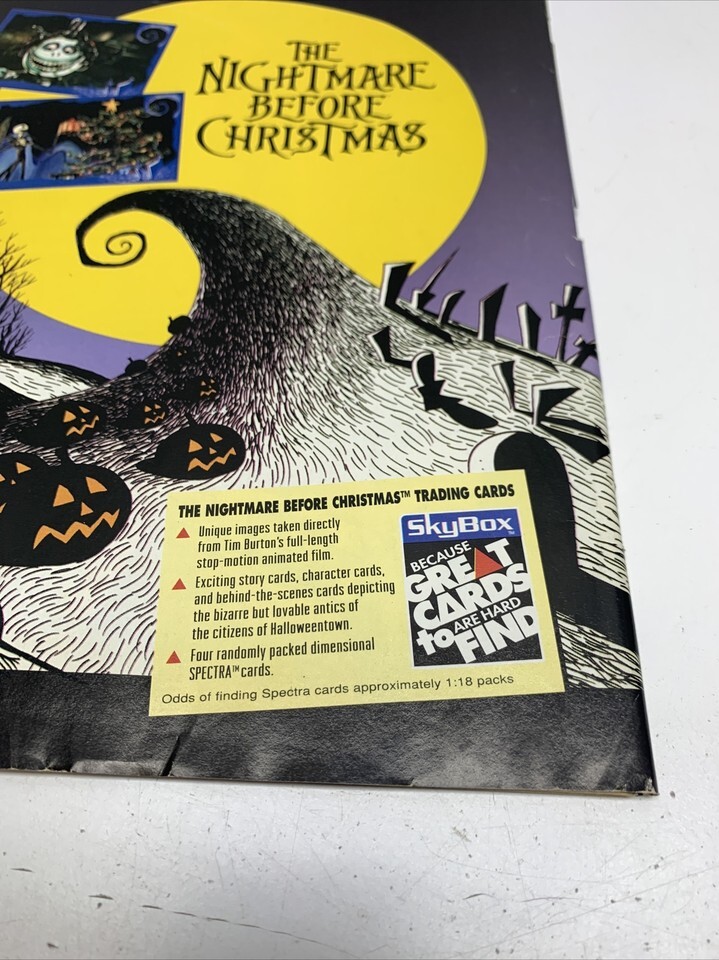 THE
NIGHTMARE
BEFORE
CHRISTMAS
THE NIGHTMARE BEFORE CHRISTMAS™ TRADING CARDS
Unique images taken directly
from Tim Burton's full-length
stop-motion animated film.
Exciting story cards, character cards,
and behind-the-scenes cards depicting
the bizarre but lovable antics of
the citizens of Halloweentown.
Four randomly packed dimensional
SPECTRA™ cards.
Odds of finding Spectra cards approximately 1:18 packs
SkyBox™
BECAUSE
GREAT
CARDS
ARE HARD
to FIND